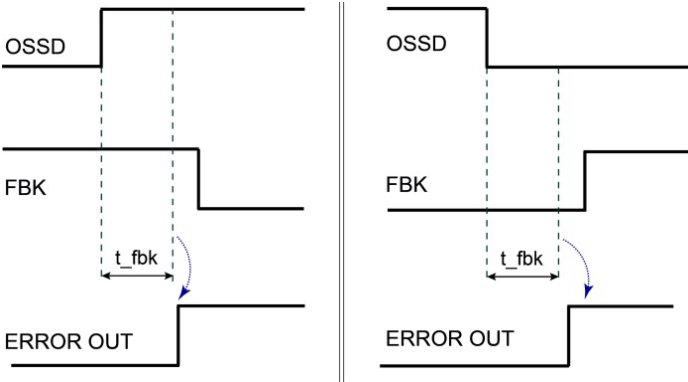 OSSD
FBK
t_fbk
ERROR OUT
OSSD
FBK
t_fbk
ERROR OUT